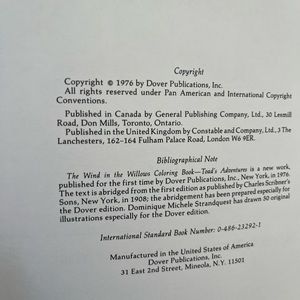 Copyright
Copyright © 1976 by Dover Publications, Inc.
All rights reserved under Pan American and International Copyright
Conventions.
Published in Canada by General Publishing Company, Ltd., 30 Lesmill
Road, Don Mills, Toronto, Ontario.
Published in the United Kingdom by Constable and Company, Ltd., 3 The
Lanchesters, 162–164 Fulham Palace Road, London W6 9ER.
Bibliographical Note
The Wind in the Willows Coloring Book—Toad's Adventures is a new work,
published for the first time by Dover Publications, Inc., New York, in 1976.
The text is abridged from the first edition as published by Charles Scribner's
Sons, New York, in 1908; the abridgement has been prepared especially for
the Dover edition. Dominique Michele Strandquest has drawn 50 original
illustrations especially for the Dover edition.
International Standard Book Number: 0-486-23292-1
Manufactured in the United States of America
Dover Publications, Inc.
31 East 2nd Street, Mineola, N.Y. 11501